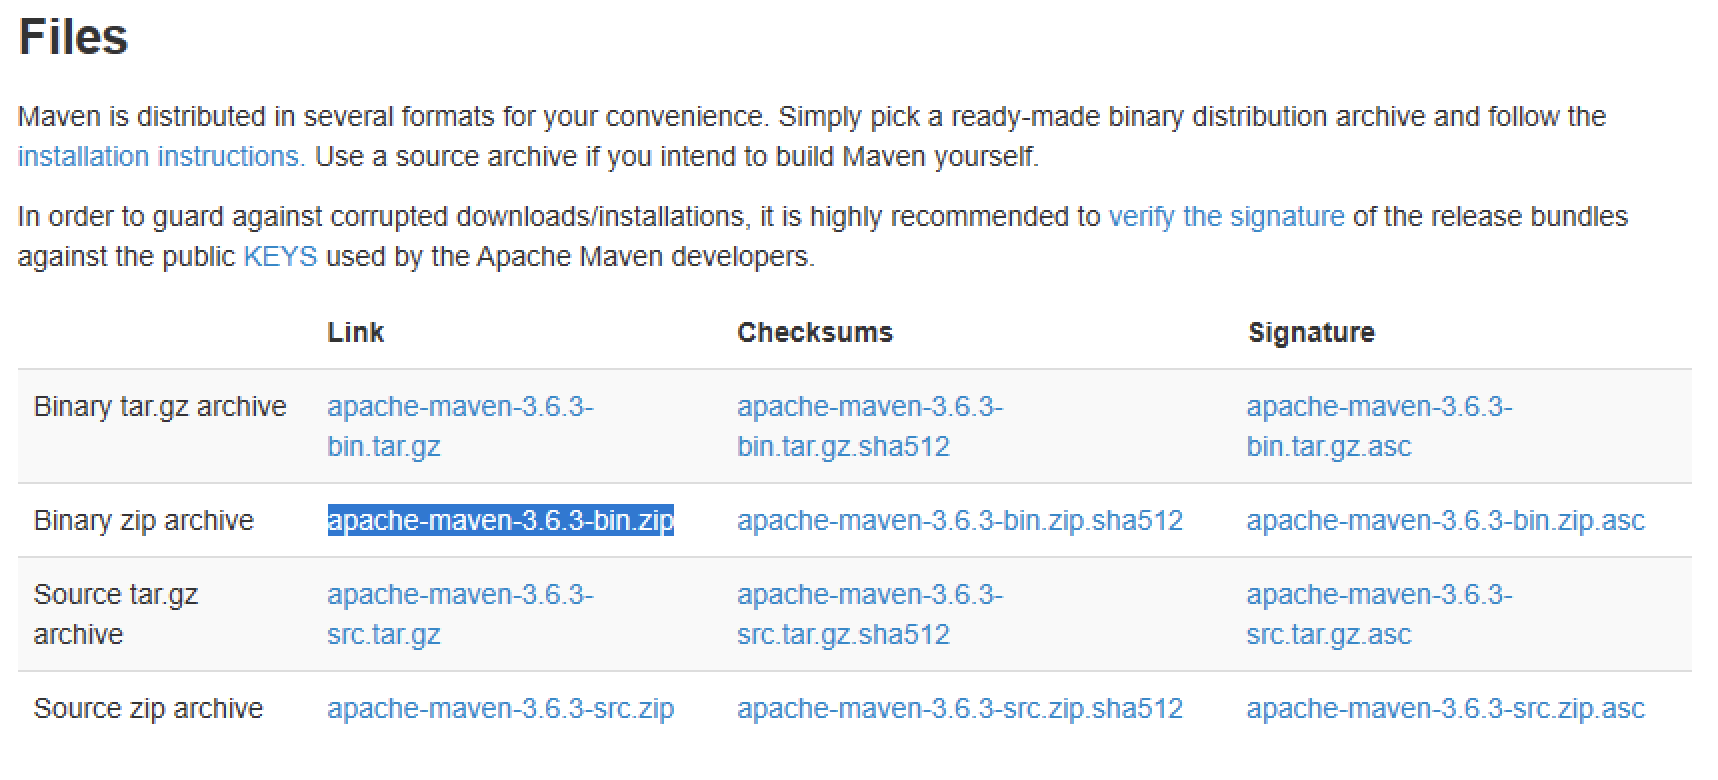 Files
Maven is distributed in several formats for your convenience. Simply pick a ready-made binary distribution archive and follow the
installation instructions. Use a source archive if you intend to build Maven yourself.
In order to guard against corrupted downloads/installations, it is highly recommended to verify the signature of the release bundles
against the public KEYS used by the Apache Maven developers.
Link Checksums Signature
Binary tar.gz archive apache-maven-3.6.3- apache-maven-3.6.3- apache-maven-3.6.3-
bin.tar.gz bin.tar.gz.sha512 bin.tar.gz.asc
Binary zip archive apache-maven-3.6.3-bin.zip apache-maven-3.6.3-bin.zip.sha512 apache-maven-3.6.3-bin.zip.asc
Source tar.gz apache-maven-3.6.3- apache-maven-3.6.3- apache-maven-3.6.3-
archive src.tar.gz src.tar.gz.sha512 src.tar.gz.asc
Source zip archive apache-maven-3.6.3-src.zip apache-maven-3.6.3-src.zip.sha512 apache-maven-3.6.3-src.zip.asc